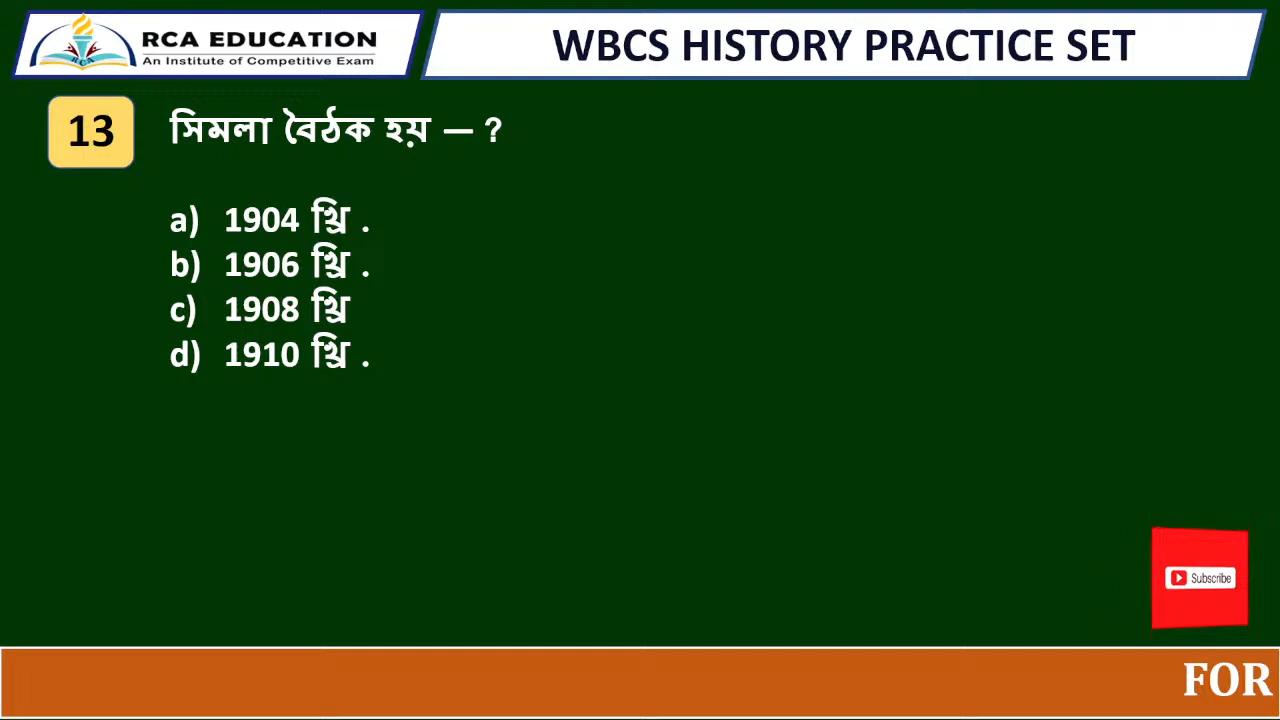 RCA EDUCATION
An Institute of Competitive Exam
RCA
WBCS HISTORY PRACTICE SET
13 সিমলা বৈঠক হয় — ?
a) 1904 খ্রি .
b) 1906 খ্রি .
c) 1908 খ্রি
d) 1910 খ্রি .
Subscribe
FOR